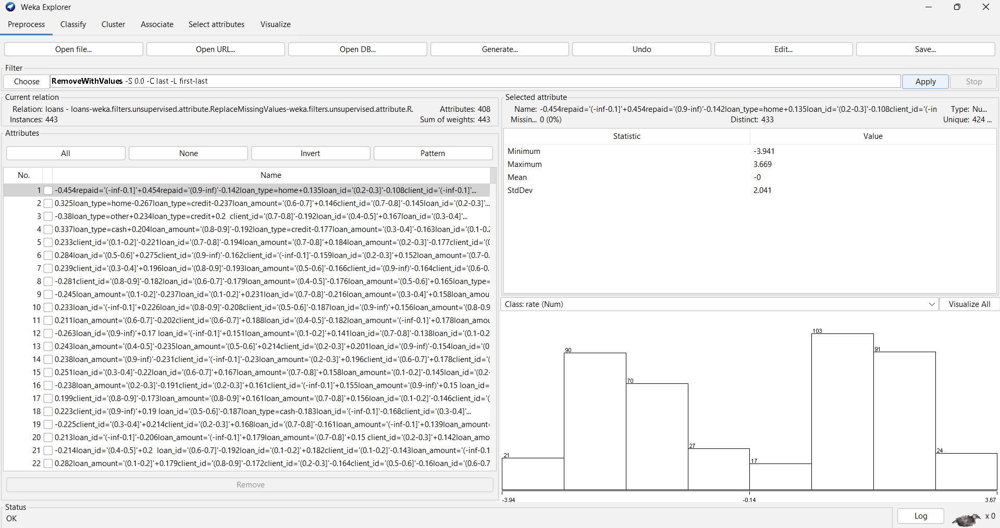 Weka Explorer
Preprocess Classify Cluster Associate Select attributes Visualize
Open file... Open URL... Open DB... Generate... Undo Edit... Save...
Filter
Choose RemoveWithValues -S 0.0 -C last -L first-last Apply Stop
Current relation
Relation: loans - loans-weka.filters.unsupervised.attribute.ReplaceMissingValues-weka.filters.unsupervised.attribute.R. Attributes: 408
Instances: 443 Sum of weights: 443
Attributes
All None Invert Pattern
No. Name
1 -0.454repaid='(-inf-0.1]'+0.454repaid='(0.9-inf)'-0.142loan_type=home+0.135loan_id='(0.2-0.3]'-0.108client_id='(-inf-0.1]'...
2 0.325loan_type=home-0.267loan_type=credit-0.237loan_amount='(0.6-0.7]'+0.146client_id='(0.7-0.8]'-0.145loan_id='(0.2-0.3]'...
3 -0.38loan_type=other+0.234loan_type=credit+0.2 client_id='(0.7-0.8]'-0.192loan_id='(0.4-0.5]'+0.167loan_id='(0.3-0.4]'...
4 0.337loan_type=cash+0.204loan_amount='(0.8-0.9]'-0.192loan_type=credit-0.177loan_amount='(0.3-0.4]'-0.163loan_id='(0.1-0.2
5 0.233client_id='(0.1-0.2]'-0.221loan_id='(0.7-0.8]'-0.194loan_amount='(0.7-0.8]'+0.184loan_amount='(0.2-0.3]'-0.177client_id='(0
6 0.284loan_id='(0.5-0.6]'+0.275client_id='(0.9-inf)'-0.162client_id='(-inf-0.1]'-0.159loan_id='(0.2-0.3]'+0.152loan_amount='(0.7-0.
7 0.239client_id='(0.3-0.4]'+0.196loan_id='(0.8-0.9]'-0.193loan_amount='(0.5-0.6]'-0.166client_id='(0.9-inf)'-0.164client_id='(0.6-0.
8 -0.281client_id='(0.8-0.9]'-0.182loan_id='(0.6-0.7]'-0.179loan_amount='(0.4-0.5]'-0.176loan_amount='(0.5-0.6]'+0.165loan_type=
9 -0.245loan_amount='(0.1-0.2]'-0.237loan_id='(0.1-0.2]'+0.231loan_id='(0.7-0.8]'-0.216loan_amount='(0.3-0.4]'+0.158loan_amou
10 0.233loan_id='(-inf-0.1]'+0.226loan_id='(0.8-0.9]'-0.208client_id='(0.5-0.6]'-0.187loan_id='(0.9-inf)'+0.156loan_amount='(0.8-0.9
11 0.211loan_amount='(0.6-0.7]'-0.202client_id='(0.6-0.7]'+0.188loan_id='(0.4-0.5]'-0.182loan_amount='(-inf-0.1]'+0.178loan_amou
12 -0.263loan_id='(0.9-inf)'+0.17 loan_id='(-inf-0.1]'+0.151loan_amount='(0.1-0.2]'+0.141loan_id='(0.7-0.8]'-0.138loan_id='(0.1-0.2
13 0.243loan_amount='(0.4-0.5]'-0.235loan_amount='(0.5-0.6]'+0.214client_id='(0.2-0.3]'+0.201loan_id='(0.9-inf)'-0.154loan_id='(0
14 0.238loan_amount='(0.9-inf)'-0.231client_id='(-inf-0.1]'-0.23loan_amount='(0.2-0.3]'+0.196client_id='(0.6-0.7]'+0.178client_id='(
15 0.251loan_id='(0.3-0.4]'-0.22loan_id='(0.6-0.7]'+0.167loan_amount='(0.7-0.8]'+0.158loan_amount='(0.1-0.2]'-0.145loan_id='(0.2-
16 -0.238loan_amount='(0.2-0.3]'-0.191client_id='(0.2-0.3]'+0.161client_id='(-inf-0.1]'+0.155loan_amount='(0.9-inf)'+0.15 loan_id=
17 0.199client_id='(0.8-0.9]'-0.173loan_amount='(0.8-0.9]'+0.161loan_amount='(0.7-0.8]'+0.156loan_id='(0.1-0.2]'-0.146client_id='(
18 0.223client_id='(0.9-inf)'+0.19 loan_id='(0.5-0.6]'-0.187loan_type=cash-0.183loan_id='(-inf-0.1]'-0.168client_id='(0.3-0.4]'...
19 -0.225client_id='(0.3-0.4]'+0.214client_id='(0.2-0.3]'+0.168loan_id='(0.7-0.8]'-0.161loan_amount='(-inf-0.1]'+0.139loan_amount=
20 0.213loan_id='(-inf-0.1]'-0.206loan_amount='(-inf-0.1]'+0.179loan_amount='(0.7-0.8]'+0.15 client_id='(0.2-0.3]'+0.142loan_amo
21 -0.214loan_id='(0.4-0.5]'+0.2 loan_id='(0.6-0.7]'-0.192loan_id='(0.1-0.2]'+0.182client_id='(0.1-0.2]'-0.143loan_amount='(-inf-0.1
22 0.282loan_amount='(0.1-0.2]'+0.179client_id='(0.8-0.9]'-0.172client_id='(0.2-0.3]'-0.164client_id='(0.5-0.6]'-0.16loan_id='(0.6-0.7
Remove
Selected attribute
Name: -0.454repaid='(-inf-0.1]'+0.454repaid='(0.9-inf)'-0.142loan_type=home+0.135loan_id='(0.2-0.3]'-0.108client_id='(-in Type: Nu...
Missin... 0 (0%) Distinct: 433 Unique: 424 ...
Statistic Value
Minimum -3.941
Maximum 3.669
Mean -0
StdDev 2.041
Class: rate (Num) Visualize All
21 90 70 27 17 103 91 24
-3.94 -0.14 3.67
Status
OK
Log x 0